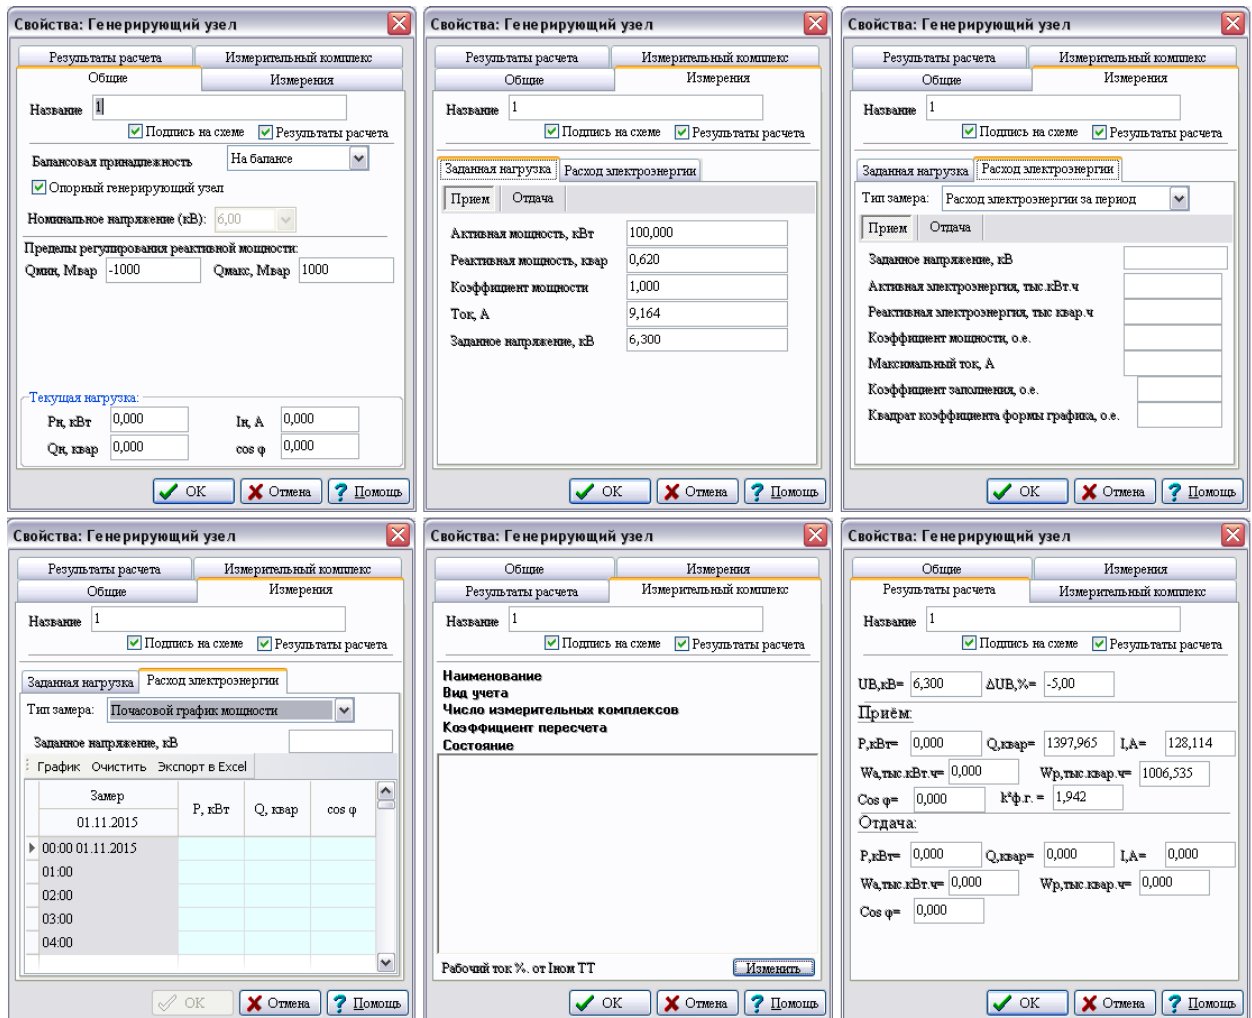 Свойства: Генерирующий узел
Результаты расчета Измерительный комплекс
Общие Измерения
Название 1
Подпись на схеме Результаты расчета
Балансовая принадлежность На балансе
Опорный генерирующий узел
Номинальное напряжение (кВ): 6,00
Пределы регулирования реактивной мощности:
Qмин, Мвар -1000 Qмакс, Мвар 1000
Текущая нагрузка:
Рн, кВт 0,000 Iн, А 0,000
Qн, квар 0,000 cos φ 0,000
OK Отмена Помощь
Свойства: Генерирующий узел
Результаты расчета Измерительный комплекс
Общие Измерения
Название 1
Подпись на схеме Результаты расчета
Заданная нагрузка Расход электроэнергии
Прием Отдача
Активная мощность, кВт 100,000
Реактивная мощность, квар 0,620
Коэффициент мощности 1,000
Ток, А 9,164
Заданное напряжение, кВ 6,300
OK Отмена Помощь
Свойства: Генерирующий узел
Результаты расчета Измерительный комплекс
Общие Измерения
Название 1
Подпись на схеме Результаты расчета
Заданная нагрузка Расход электроэнергии
Тип замера: Расход электроэнергии за период
Прием Отдача
Заданное напряжение, кВ
Активная электроэнергия, тыс.кВт.ч
Реактивная электроэнергия, тыс квар.ч
Коэффициент мощности, о.е.
Максимальный ток, А
Коэффициент заполнения, о.е.
Квадрат коэффициента формы графика, о.е.
OK Отмена Помощь
Свойства: Генерирующий узел
Результаты расчета Измерительный комплекс
Общие Измерения
Название 1
Подпись на схеме Результаты расчета
Заданная нагрузка Расход электроэнергии
Тип замера: Почасовой график мощности
Заданное напряжение, кВ
График Очистить Экспорт в Excel
Замер P, кВт Q, квар cos φ
01.11.2015
00:00 01.11.2015
01:00
02:00
03:00
04:00
OK Отмена Помощь
Свойства: Генерирующий узел
Общие Измерения
Результаты расчета Измерительный комплекс
Название 1
Подпись на схеме Результаты расчета
Наименование
Вид учета
Число измерительных комплексов
Коэффициент пересчета
Состояние
Рабочий ток %. от Iном ТТ Изменить
OK Отмена Помощь
Свойства: Генерирующий узел
Общие Измерения
Результаты расчета Измерительный комплекс
Название 1
Подпись на схеме Результаты расчета
UB,кВ= 6,300 ΔUB,%= -5,00
Приём:
P,кВт= 0,000 Q,квар= 1397,965 I,А= 128,114
Wa,тыс.кВт.ч= 0,000 Wp,тыс.квар.ч= 1006,535
Cos φ= 0,000 k²ф.г. = 1,942
Отдача:
P,кВт= 0,000 Q,квар= 0,000 I,А= 0,000
Wa,тыс.кВт.ч= 0,000 Wp,тыс.квар.ч= 0,000
Cos φ= 0,000
OK Отмена Помощь